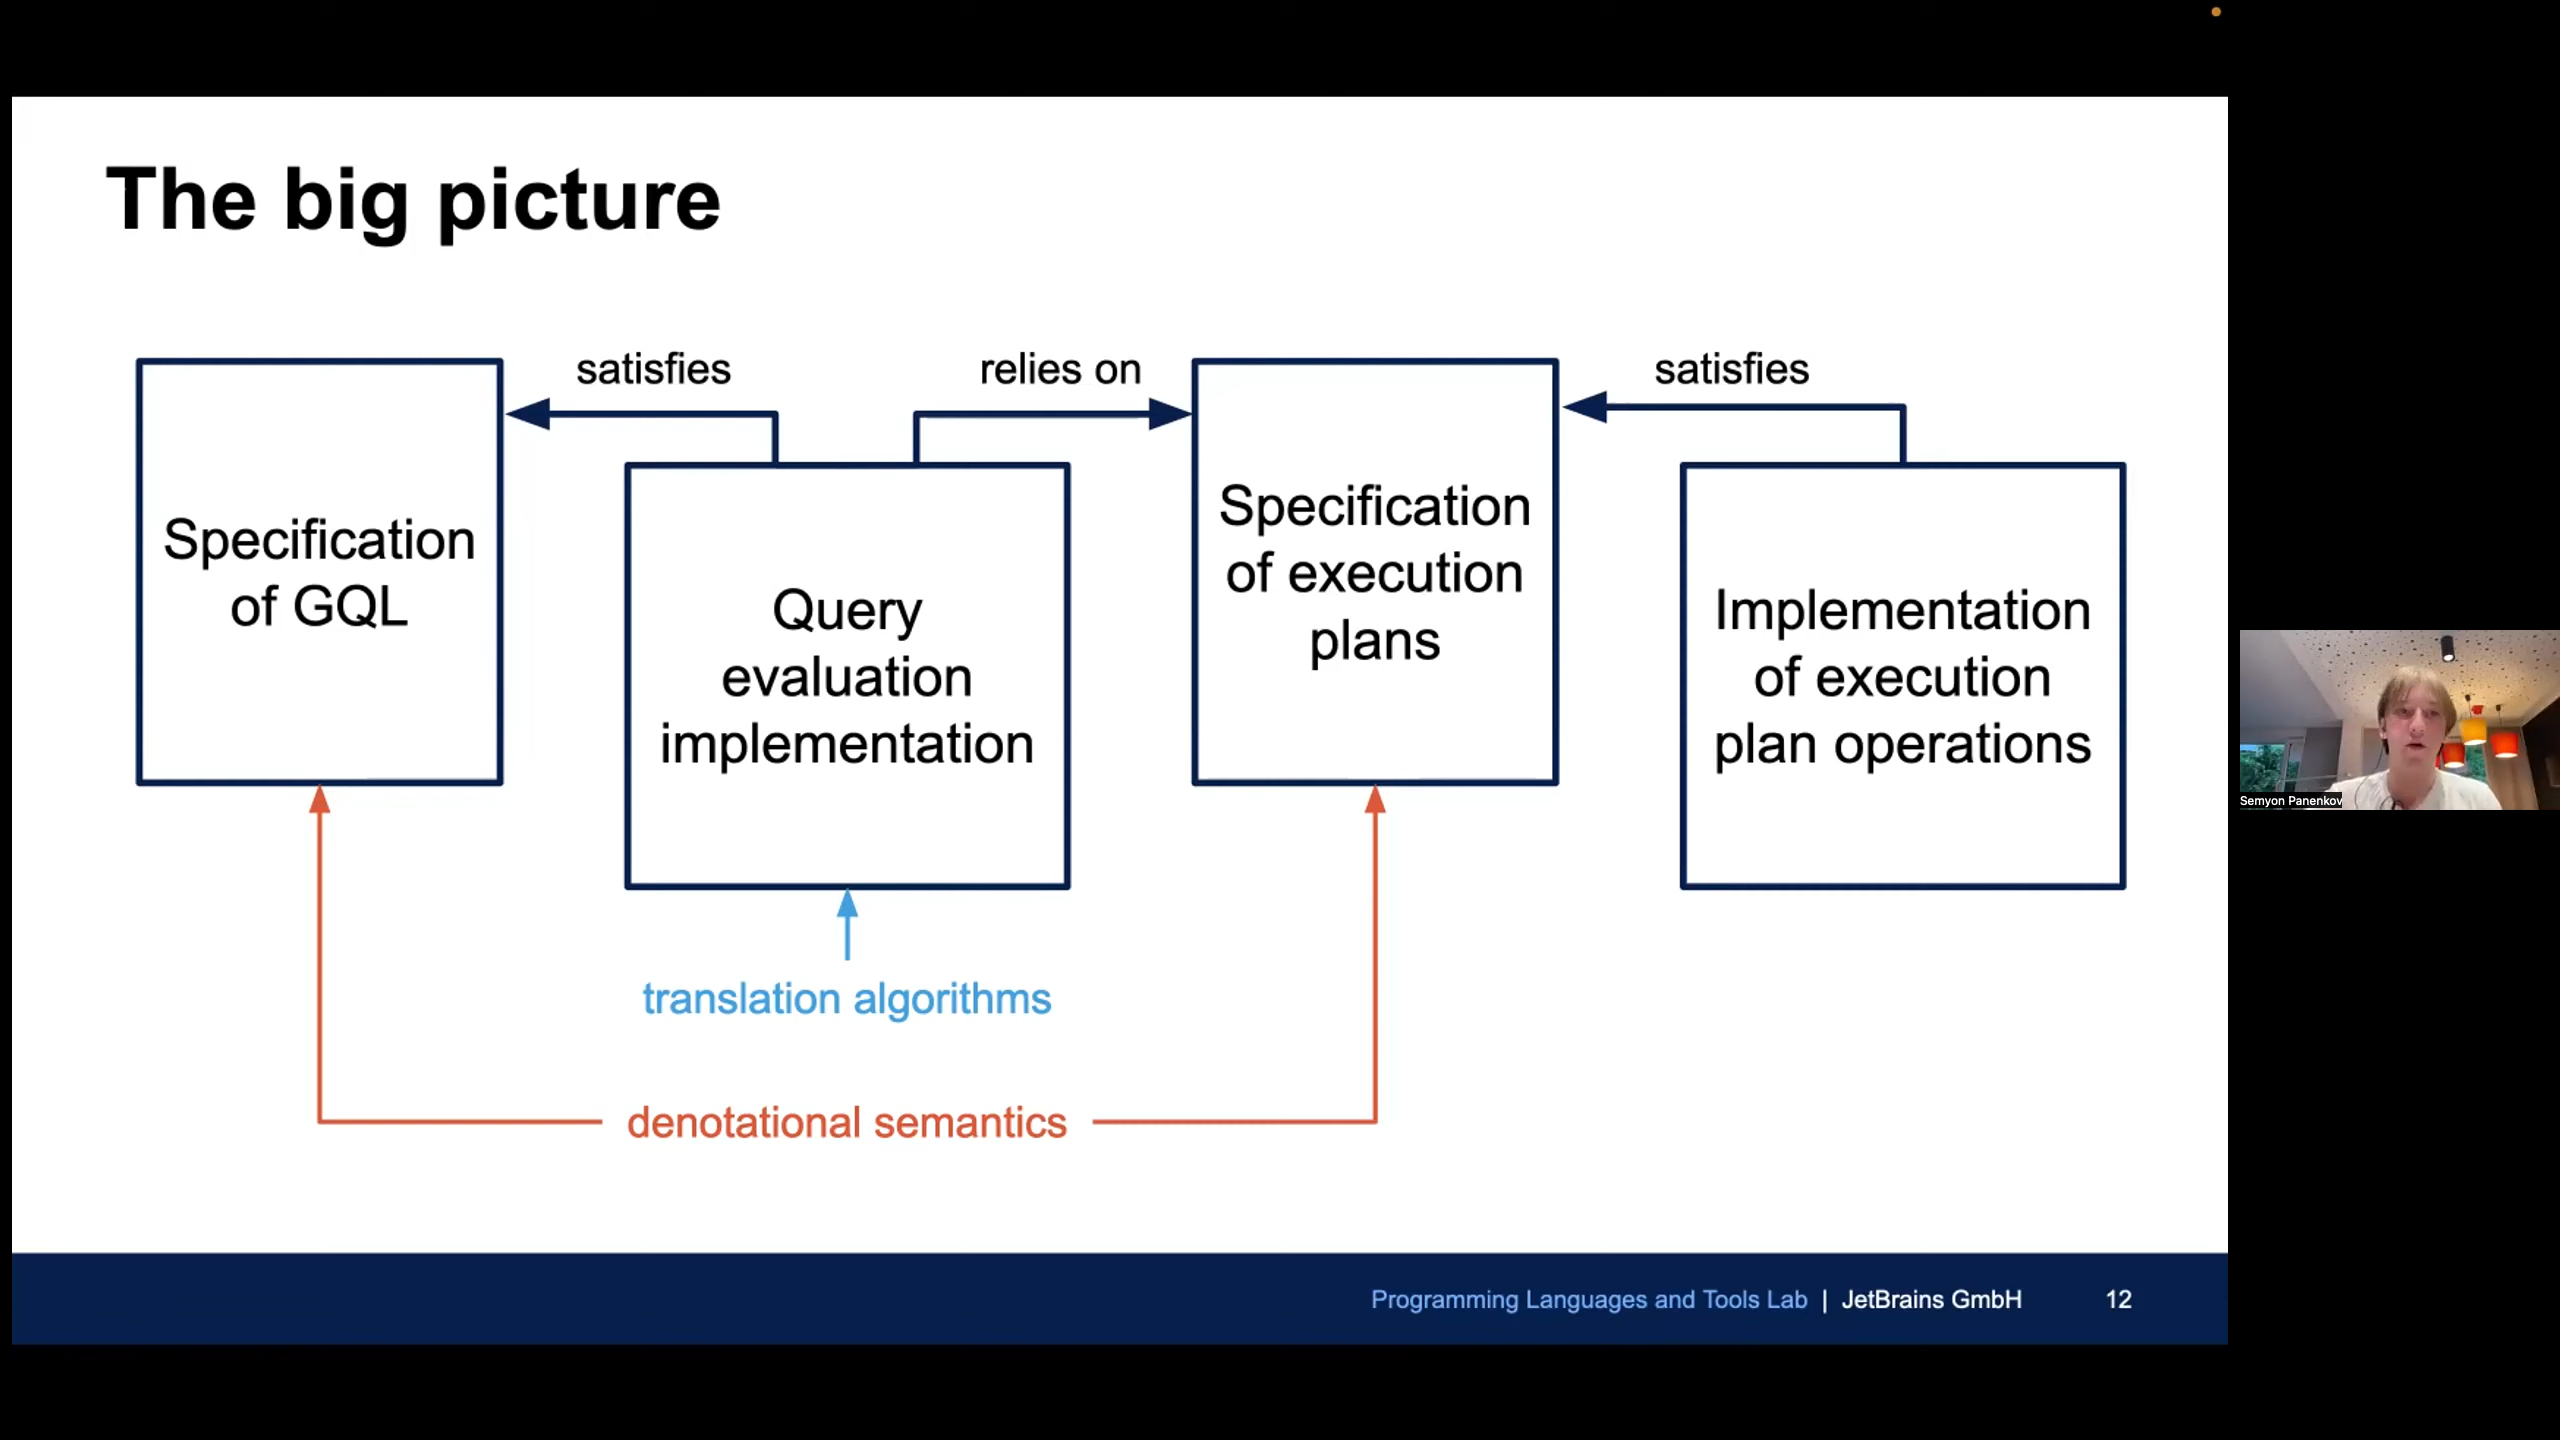 The big picture
satisfies
relies on
satisfies
Specification
of GQL
Query
evaluation
implementation
Specification
of execution
plans
Implementation
of execution
plan operations
translation algorithms
denotational semantics
Programming Languages and Tools Lab | JetBrains GmbH
12
Semyon Panenkov